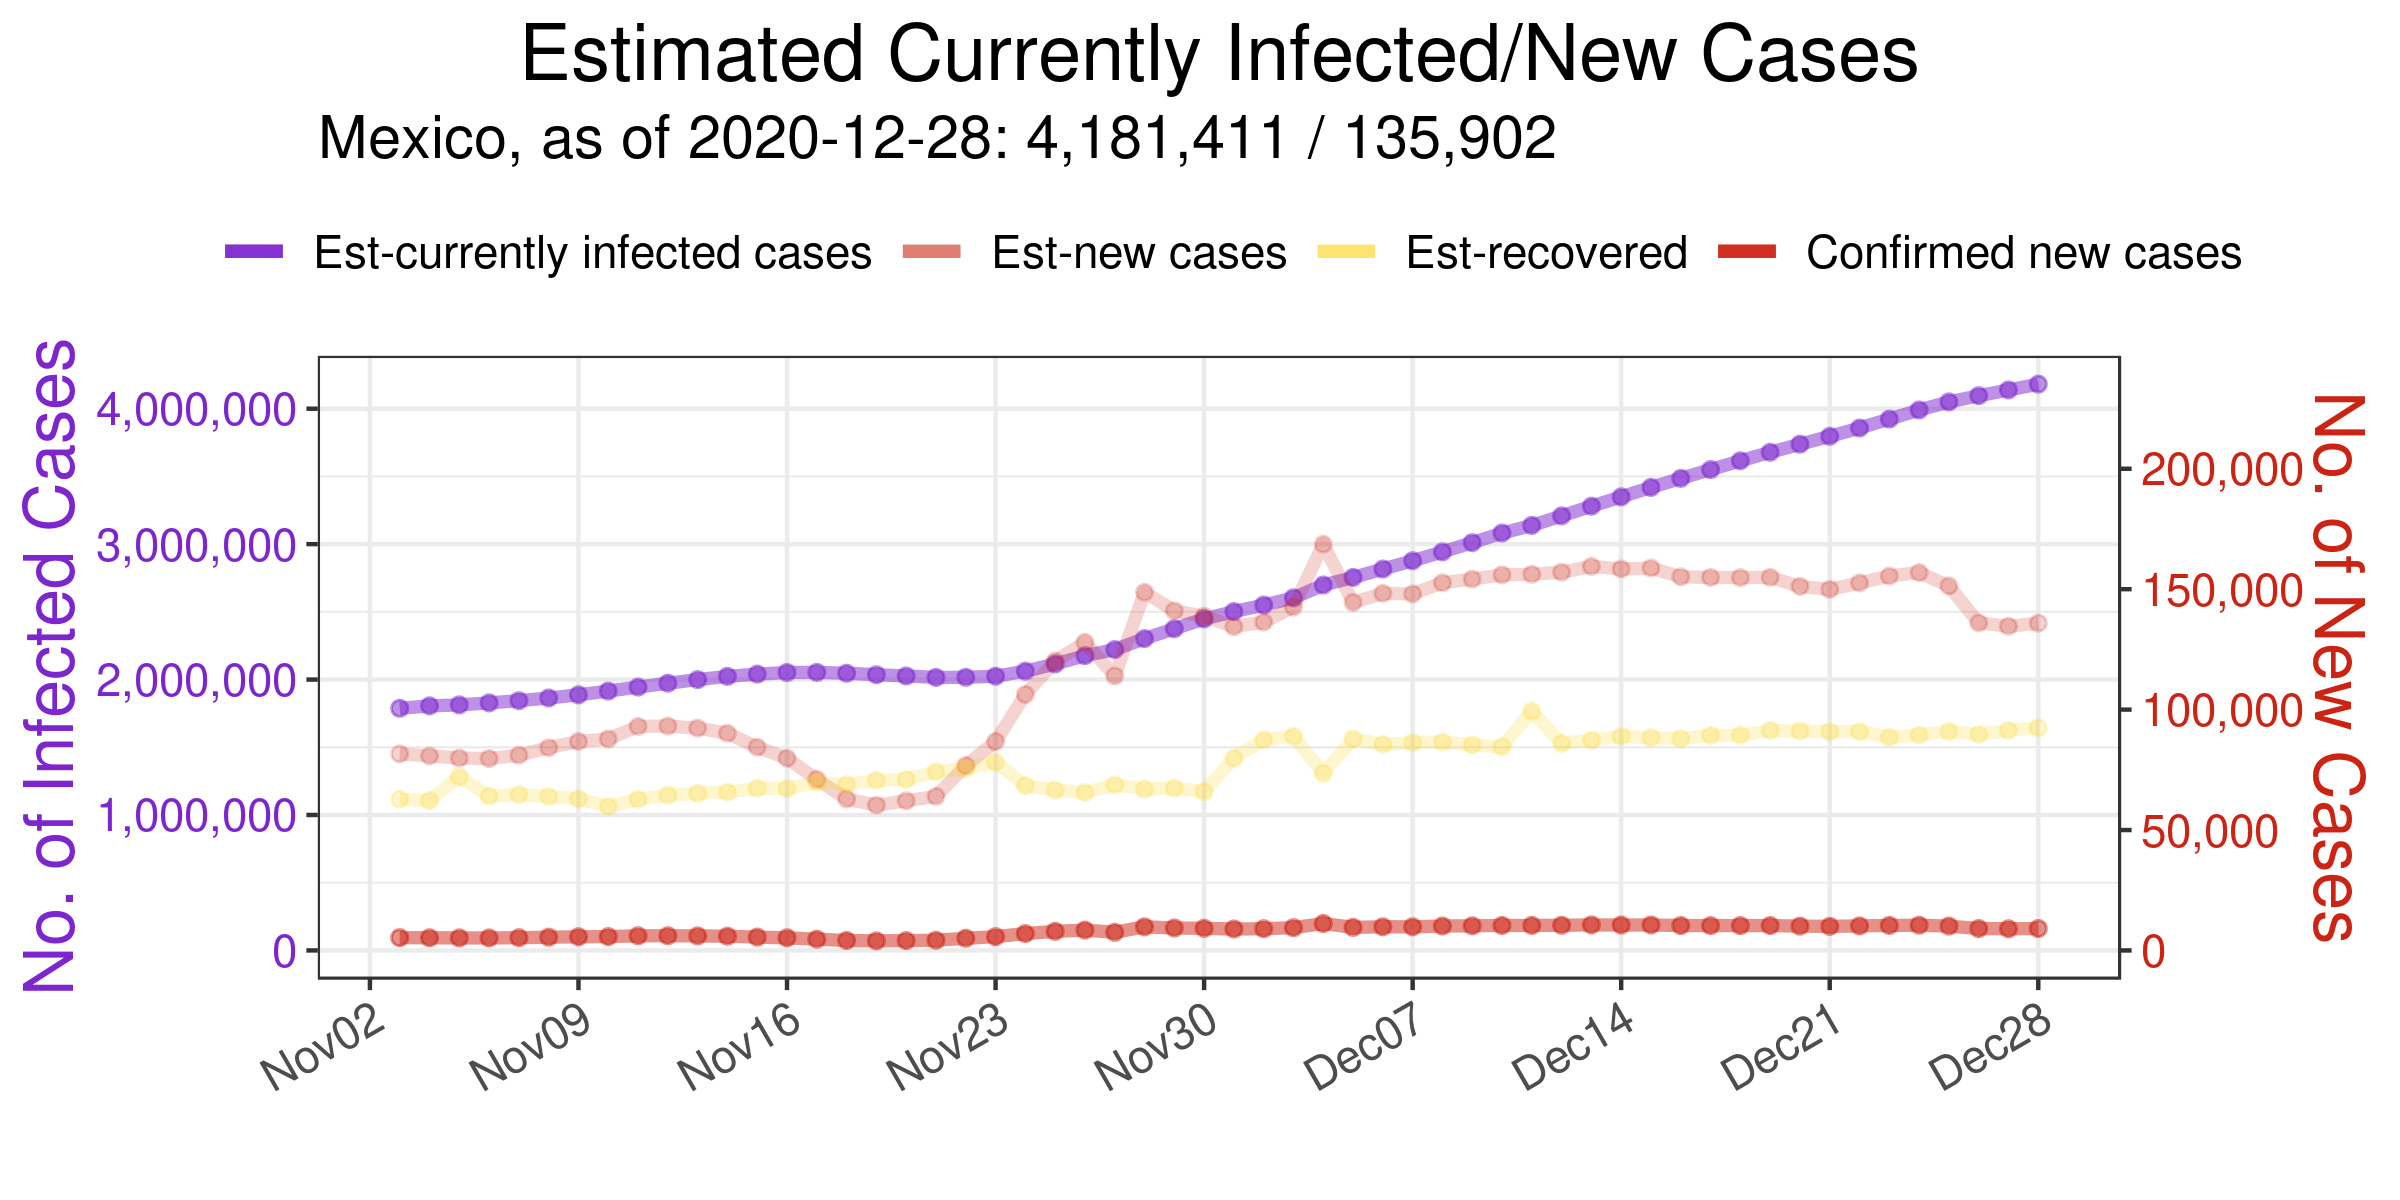 Estimated Currently Infected/New Cases
Mexico, as of 2020-12-28: 4,181,411 / 135,902
Est-currently infected cases Est-new cases Est-recovered Confirmed new cases
No. of Infected Cases
4,000,000
3,000,000
2,000,000
1,000,000
0
200,000
150,000
100,000
50,000
0
No. of New Cases
Nov02 Nov09 Nov16 Nov23 Nov30 Dec07 Dec14 Dec21 Dec28